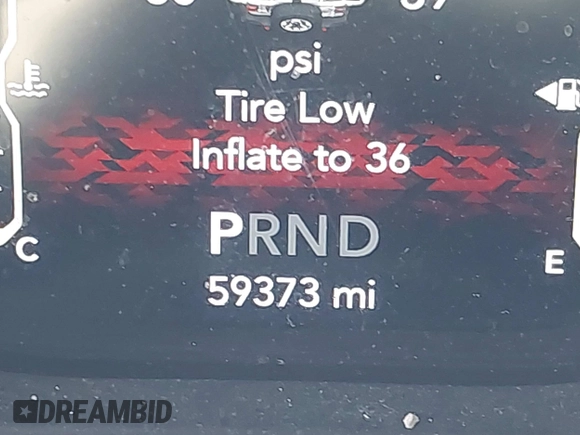 psi
Tire Low
Inflate to 36
PRND
C
E
59373 mi
DREAMBID